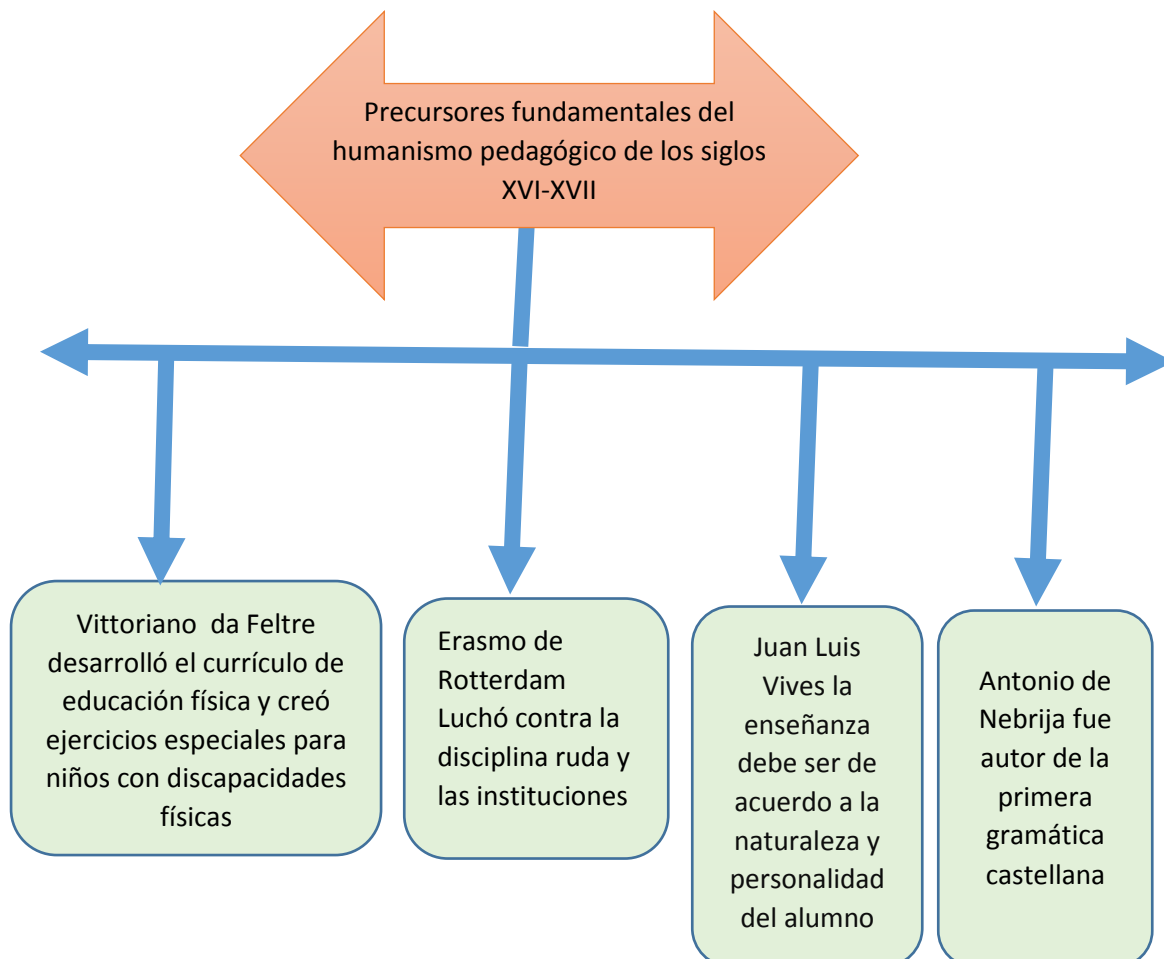 Precursores fundamentales del
humanismo pedagógico de los siglos
XVI-XVII
Vittoriano da Feltre
desarrolló el currículo de
educación física y creó
ejercicios especiales para
niños con discapacidades
físicas
Erasmo de
Rotterdam
Luchó contra la
disciplina ruda y
las instituciones
Juan Luis
Vives la
enseñanza
debe ser de
acuerdo a la
naturaleza y
personalidad
del alumno
Antonio de
Nebrija fue
autor de la
primera
gramática
castellana